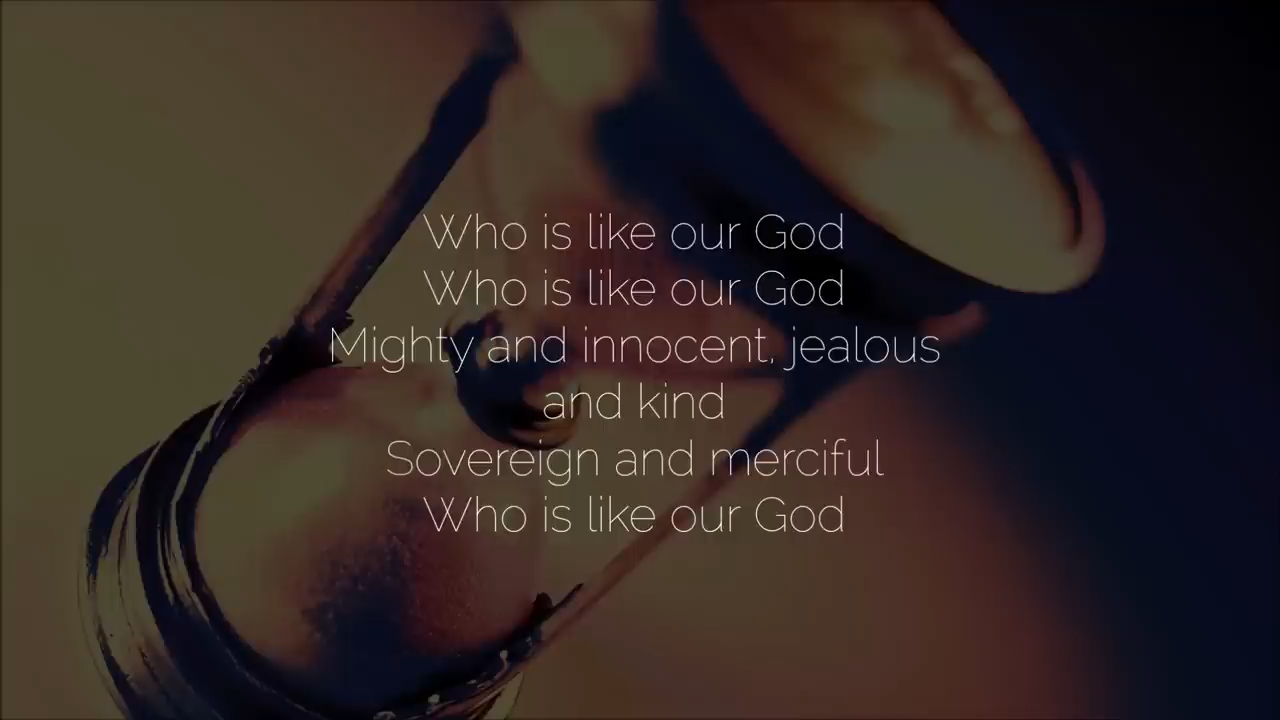 Who is like our God
Who is like our God
Mighty and innocent, jealous
and kind
Sovereign and merciful
Who is like our God